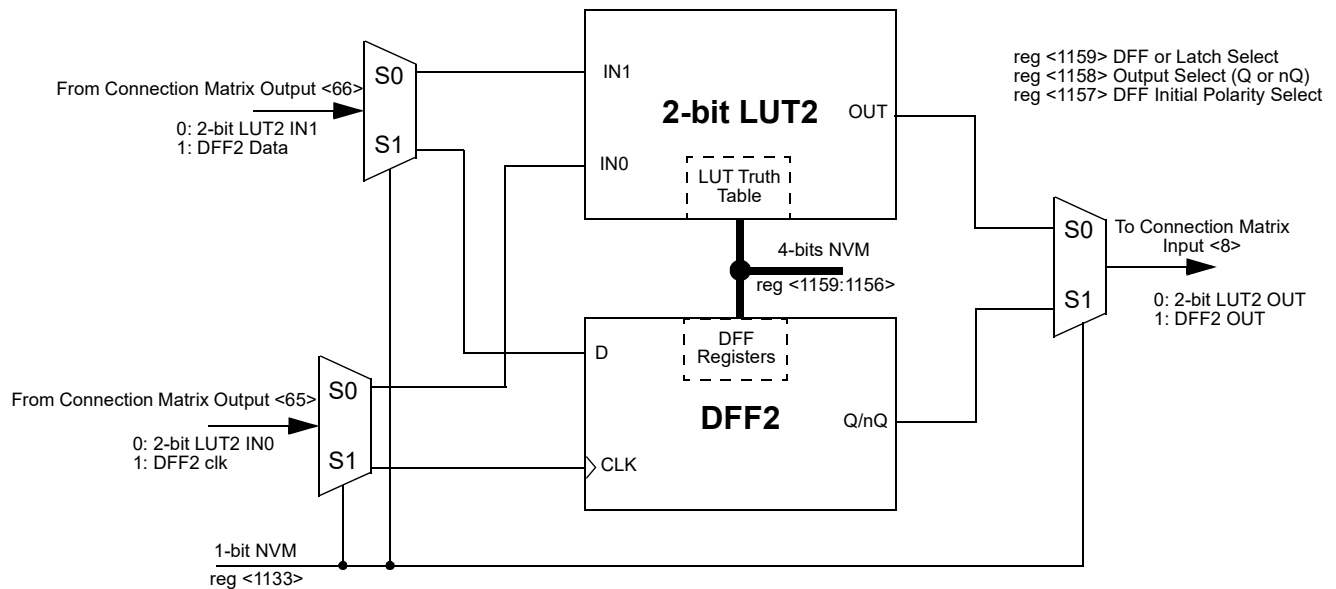 reg <1159> DFF or Latch Select
reg <1158> Output Select (Q or nQ)
reg <1157> DFF Initial Polarity Select
From Connection Matrix Output <66>
0: 2-bit LUT2 IN1
1: DFF2 Data
S0
S1
IN1
IN0
2-bit LUT2
OUT
LUT Truth
Table
4-bits NVM
reg <1159:1156>
S0
S1
To Connection Matrix
Input <8>
0: 2-bit LUT2 OUT
1: DFF2 OUT
From Connection Matrix Output <65>
0: 2-bit LUT2 IN0
1: DFF2 clk
S0
S1
D
CLK
DFF
Registers
DFF2
Q/nQ
1-bit NVM
reg <1133>